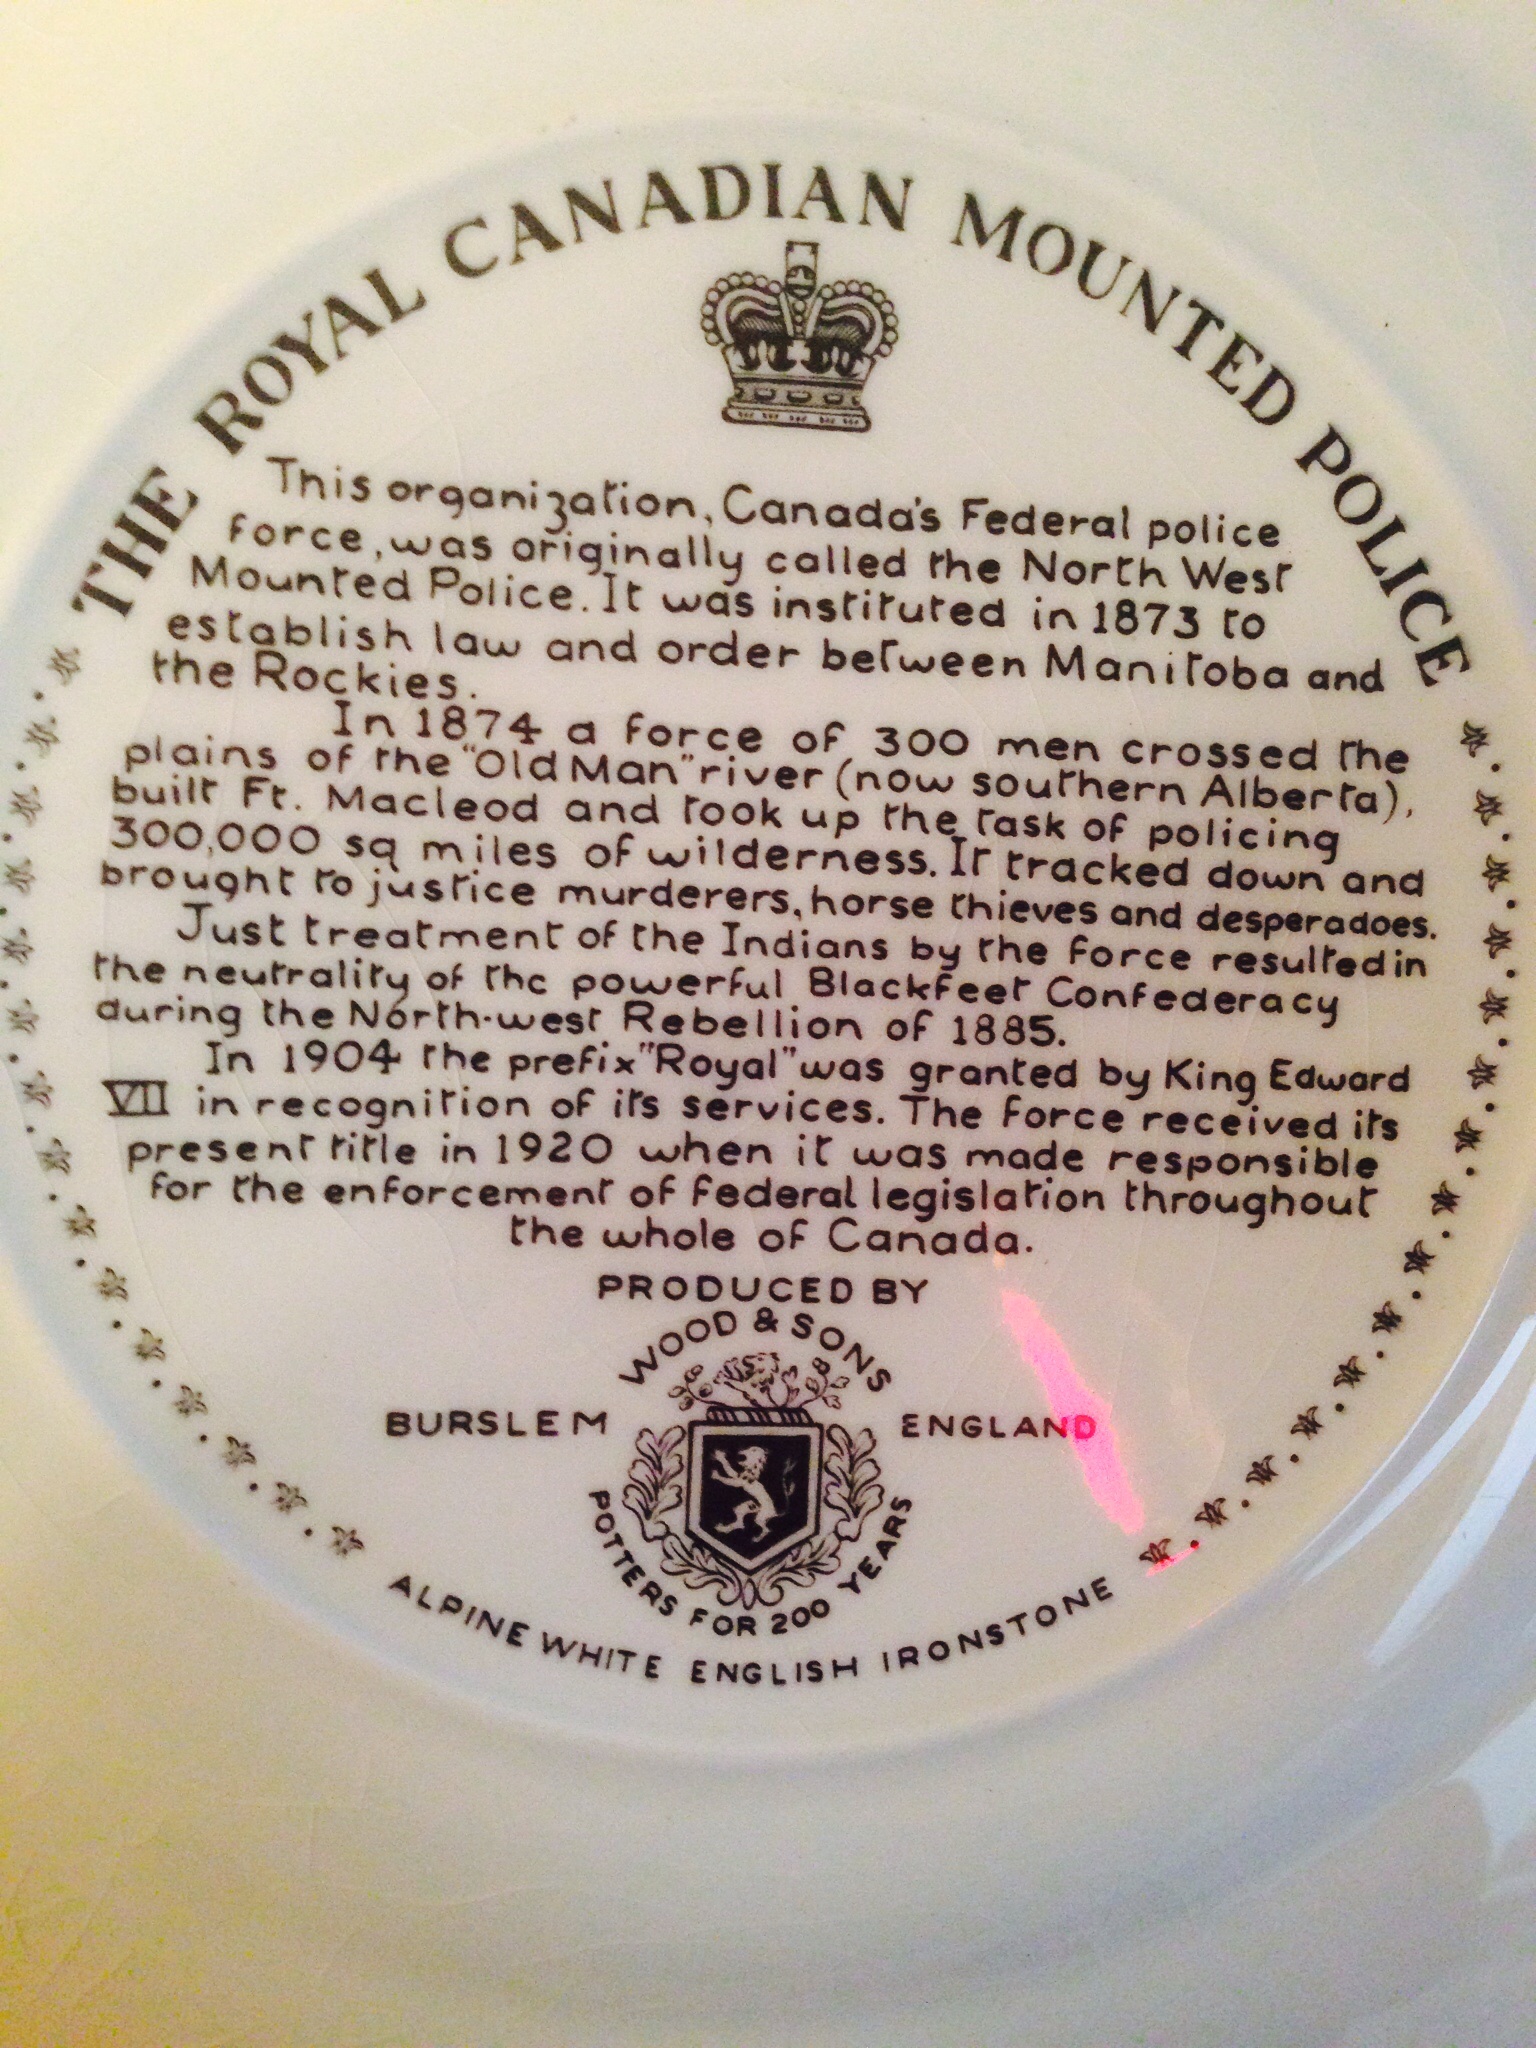 THE ROYAL CANADIAN MOUNTED POLICE
This organization, Canada's Federal police
force, was originally called the North West
Mounted Police. It was instituted in 1873 to
establish law and order between Manitoba and
the Rockies.
In 1874 a force of 300 men crossed the
plains of the "Old Man" river (now southern Alberta),
built Ft. Macleod and took up the task of policing
300,000 sq miles of wilderness. It tracked down and
brought to justice murderers, horse thieves and desperadoes.
Just treatment of the Indians by the force resulted in
the neutrality of the powerful Blackfeet Confederacy
during the North-west Rebellion of 1885.
In 1904 the prefix "Royal" was granted by King Edward
VII in recognition of its services. The force received its
present title in 1920 when it was made responsible
for the enforcement of federal legislation throughout
the whole of Canada.
PRODUCED BY
WOOD & SONS
BURSLEM ENGLAND
POTTERS FOR 200 YEARS
ALPINE WHITE ENGLISH IRONSTONE